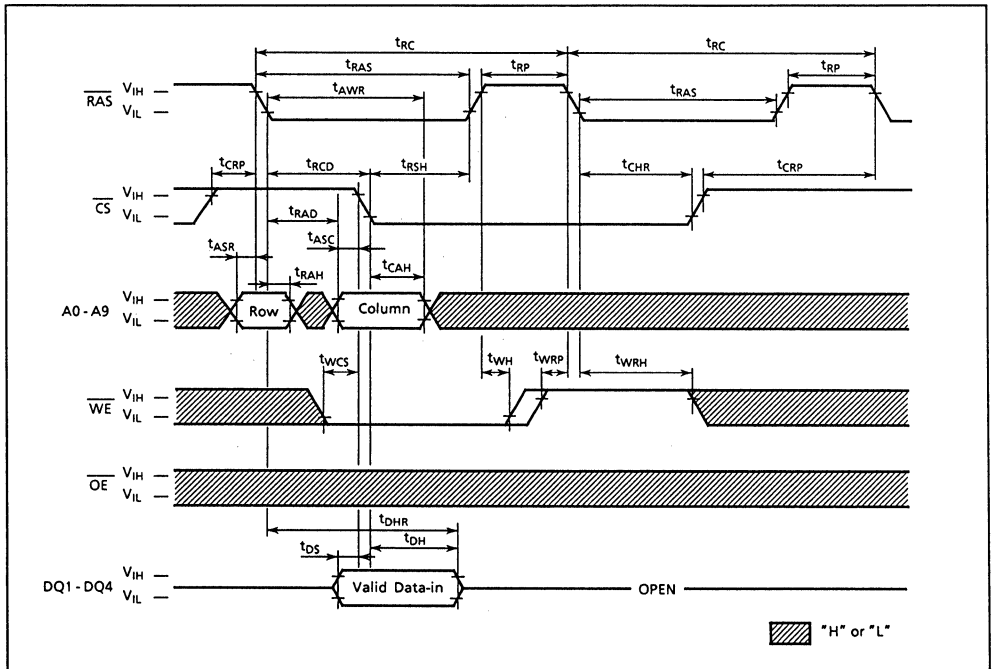 tRC tRC
tRAS tRP tRP
tAWR tRAS
RAS VIH
VIL
tCRP tRCD tRSH tCHR tCRP
CS VIH
VIL
tRAD
tASR tASC
tRAH tCAH
A0 - A9 VIH
VIL
Row Column
tWCS tWH tWRP tWRH
WE VIH
VIL
OE VIH
VIL
tDHR
tDS tDH
DQ1 - DQ4 VIH
VIL
Valid Data-in OPEN
"H" or "L"